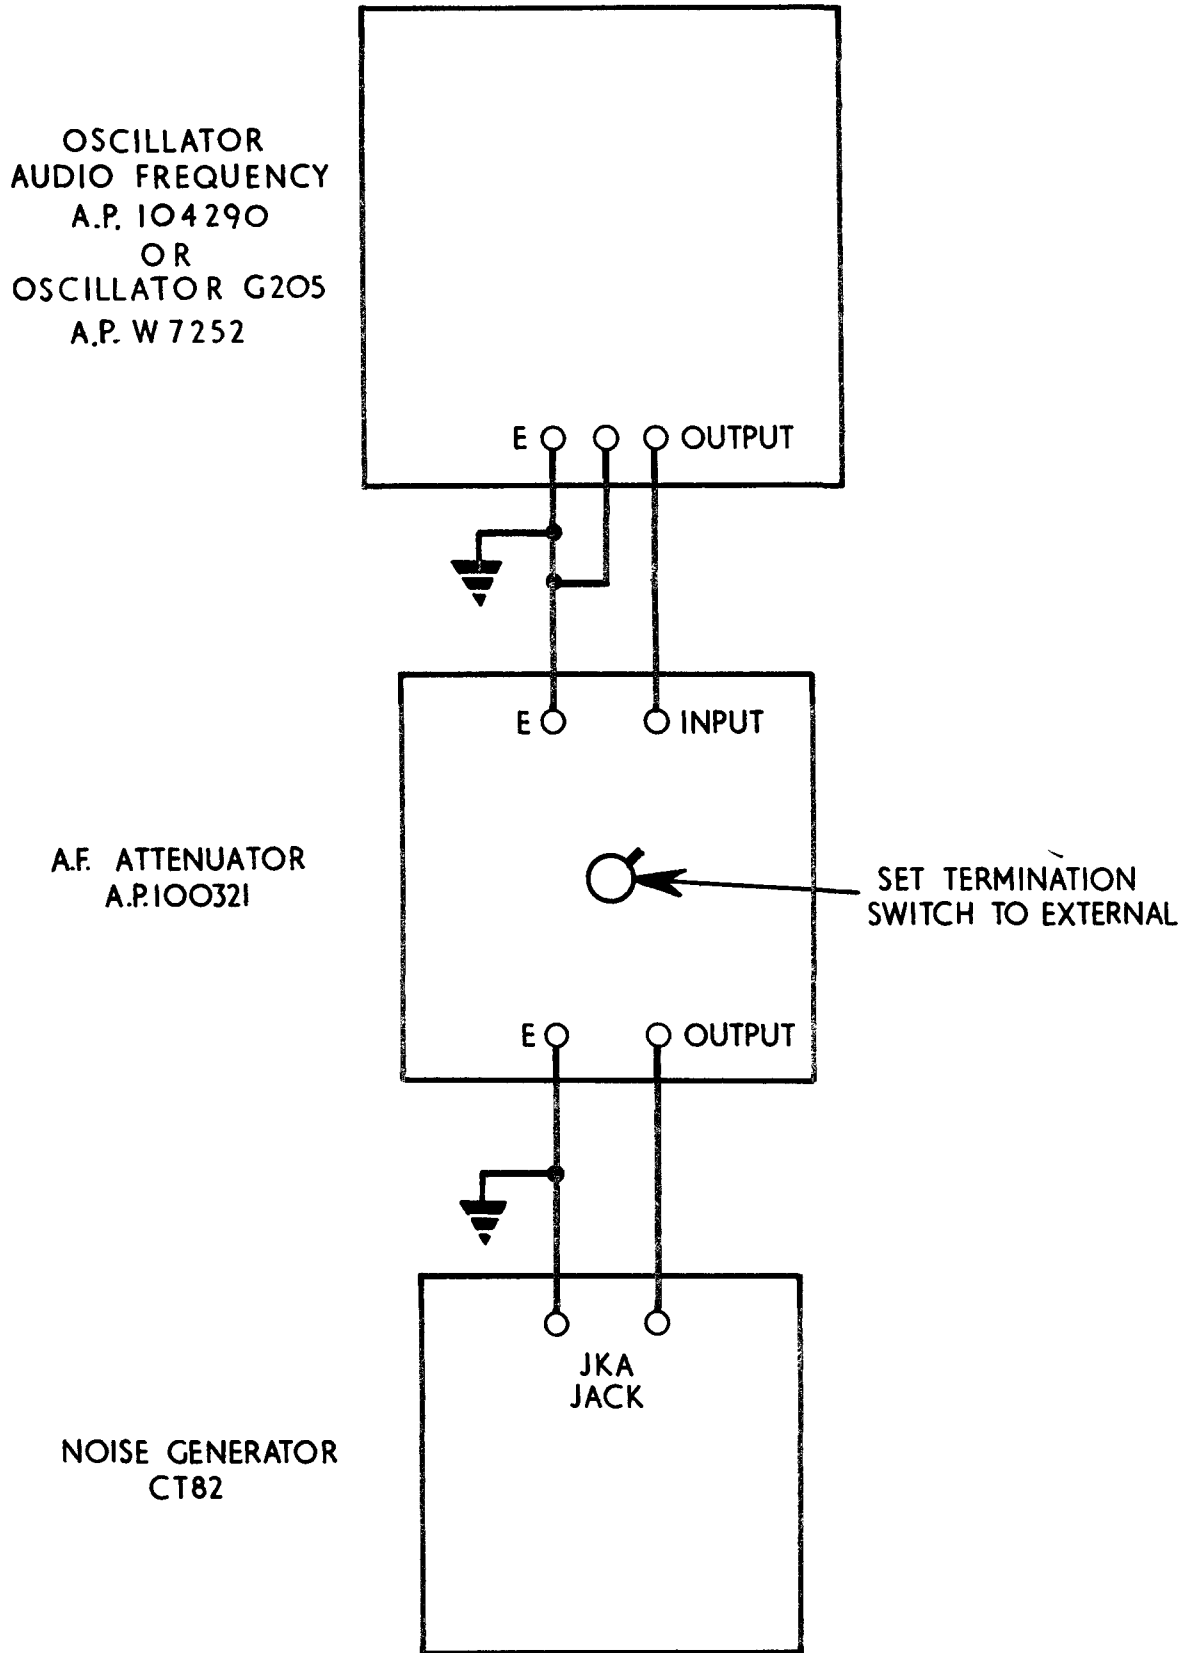 OSCILLATOR
AUDIO FREQUENCY
A.P. 104290
OR
OSCILLATOR G205
A.P. W 7252
E OUTPUT
E INPUT
A.F. ATTENUATOR
A.P. 100321
SET TERMINATION
SWITCH TO EXTERNAL
E OUTPUT
JKA
JACK
NOISE GENERATOR
CT82